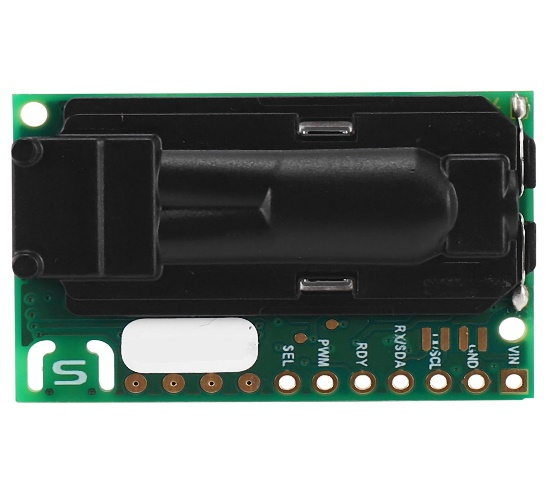 S
SEL
PWM
RDY
RX/SDA
TX/SCL
GND
VIN